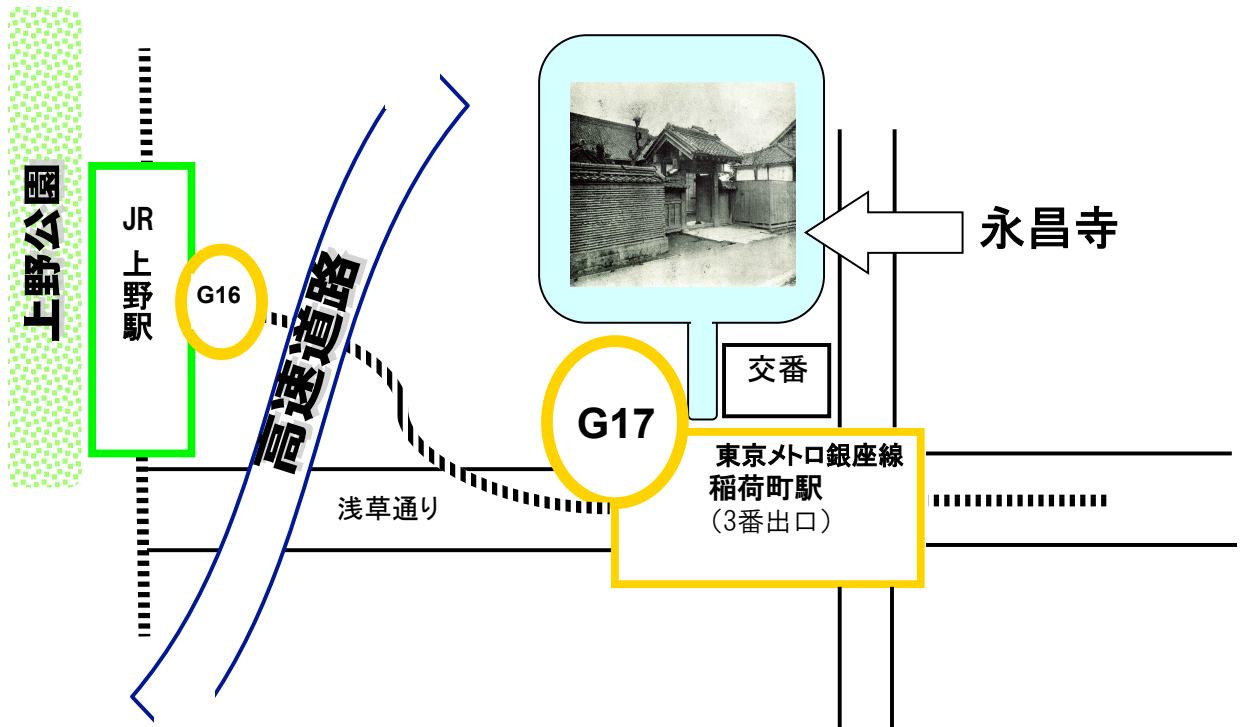 上野公園
JR
上野駅
G16
高速道路
浅草通り
永昌寺
交番
G17
東京メトロ銀座線
稲荷町駅
（3番出口）